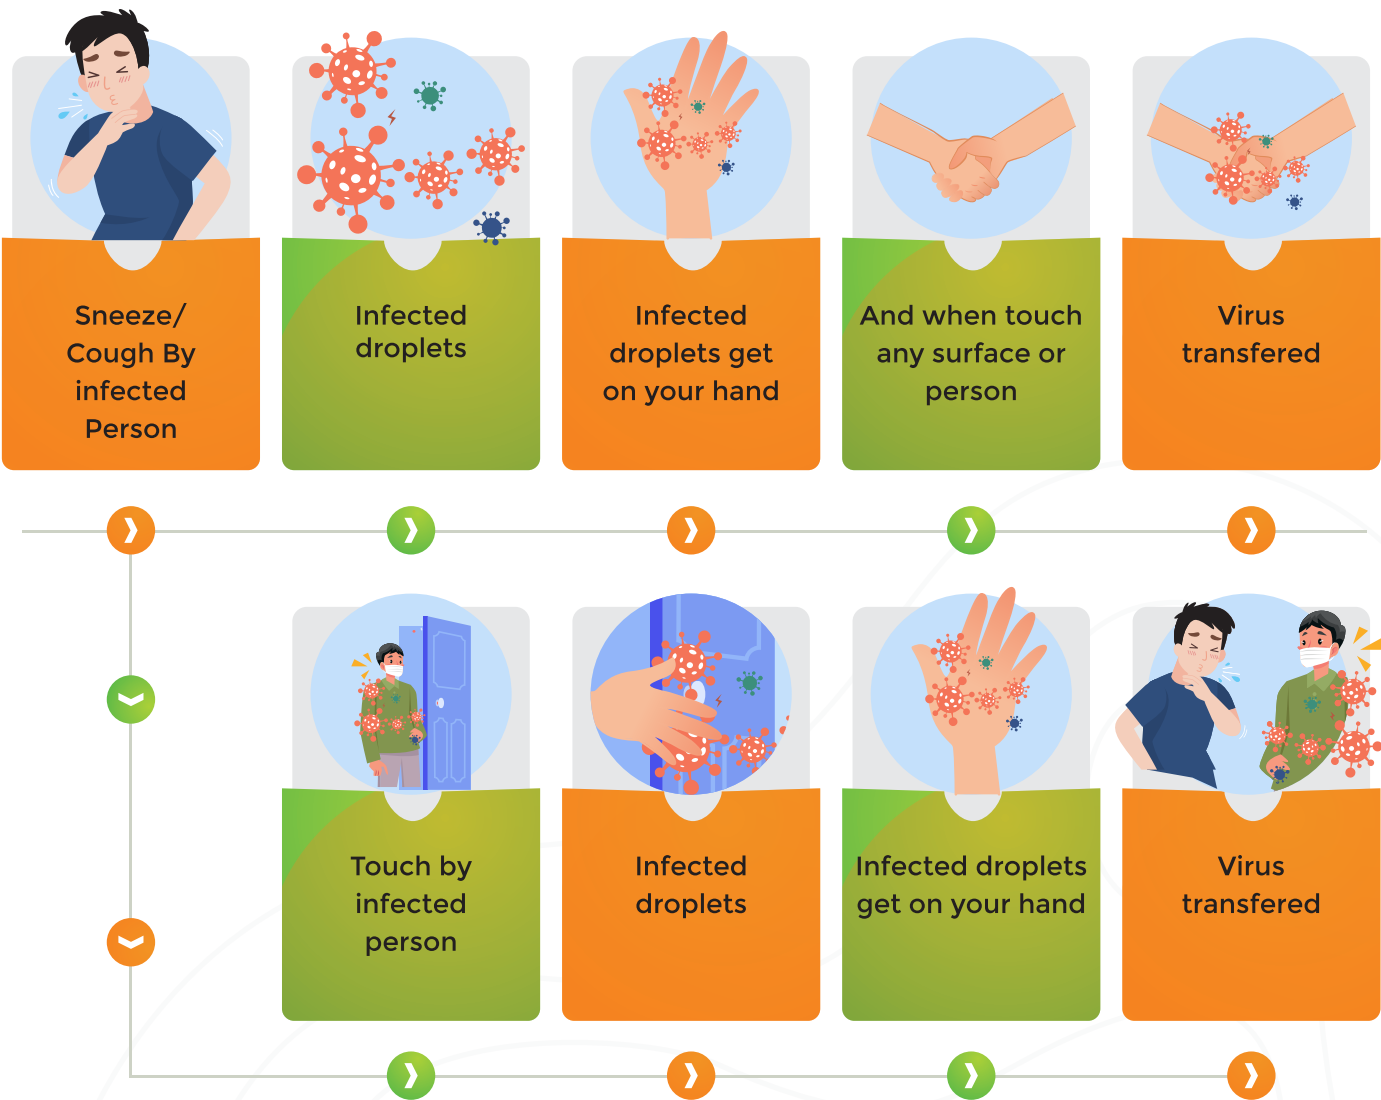 Sneeze/
Cough By
infected
Person
Infected
droplets
Infected
droplets get
on your hand
And when touch
any surface or
person
Virus
transfered
Touch by
infected
person
Infected
droplets
Infected droplets
get on your hand
Virus
transfered